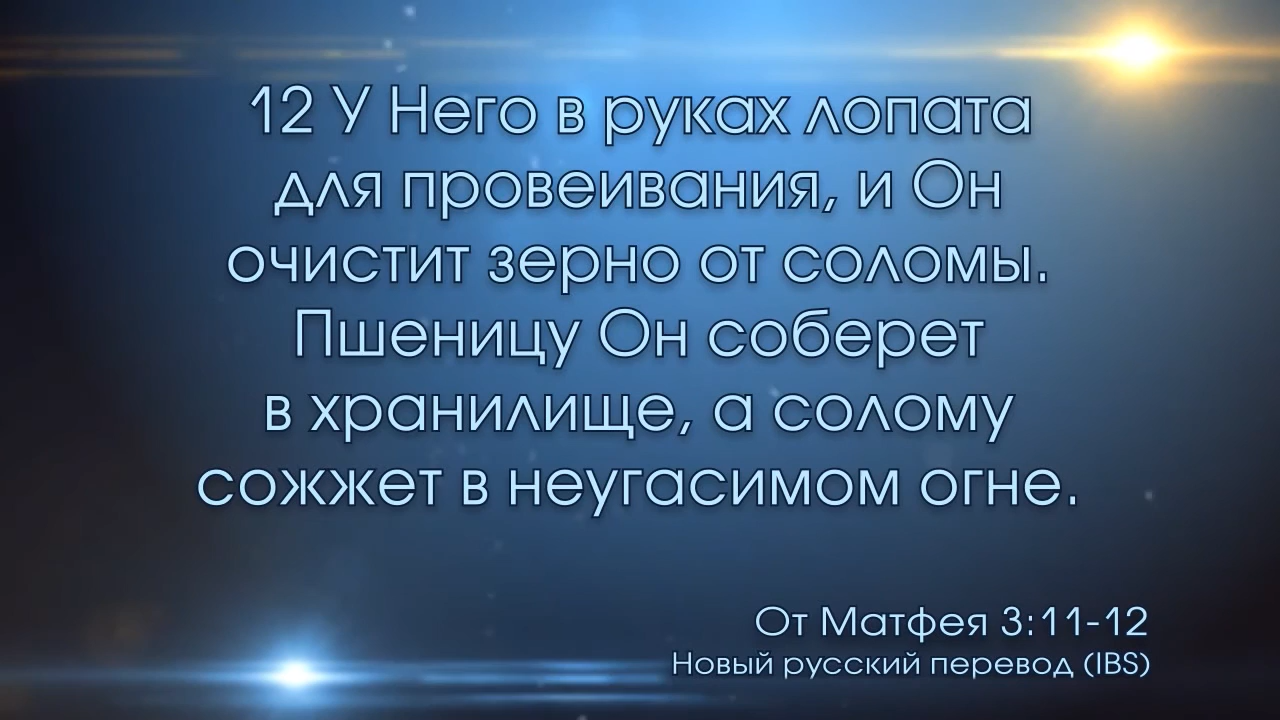 12 У Него в руках лопата
для провеивания, и Он
очистит зерно от соломы.
Пшеницу Он соберет
в хранилище, а солому
сожжет в неугасимом огне.
От Матфея 3:11-12
Новый русский перевод (IBS)